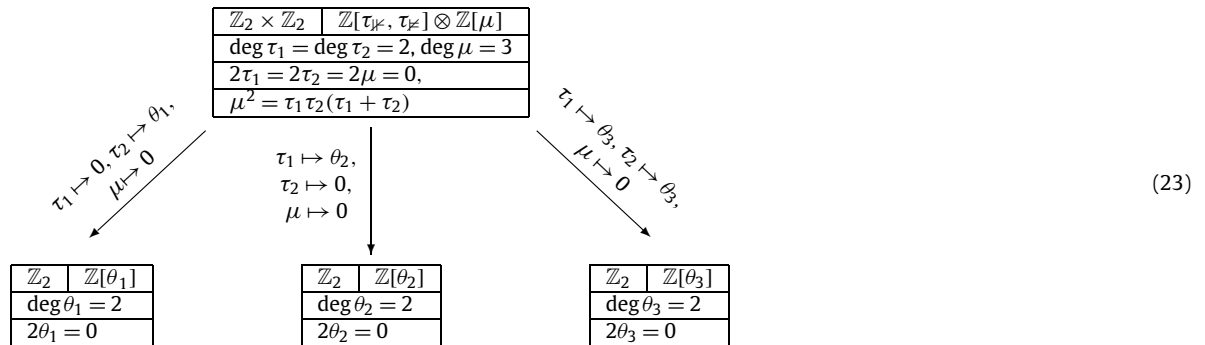 ℤ₂ × ℤ₂ ℤ[τ_⊮, τ_⊭] ⊗ ℤ[μ]
deg τ₁ = deg τ₂ = 2, deg μ = 3
2τ₁ = 2τ₂ = 2μ = 0,
μ² = τ₁τ₂(τ₁ + τ₂)
τ₁ ↦ 0, τ₂ ↦ θ₁,
μ ↦ 0
τ₁ ↦ θ₂,
τ₂ ↦ 0,
μ ↦ 0
τ₁ ↦ θ₃, τ₂ ↦ θ₃,
μ ↦ 0
(23)
ℤ₂ ℤ[θ₁] ℤ₂ ℤ[θ₂] ℤ₂ ℤ[θ₃]
deg θ₁ = 2 deg θ₂ = 2 deg θ₃ = 2
2θ₁ = 0 2θ₂ = 0 2θ₃ = 0